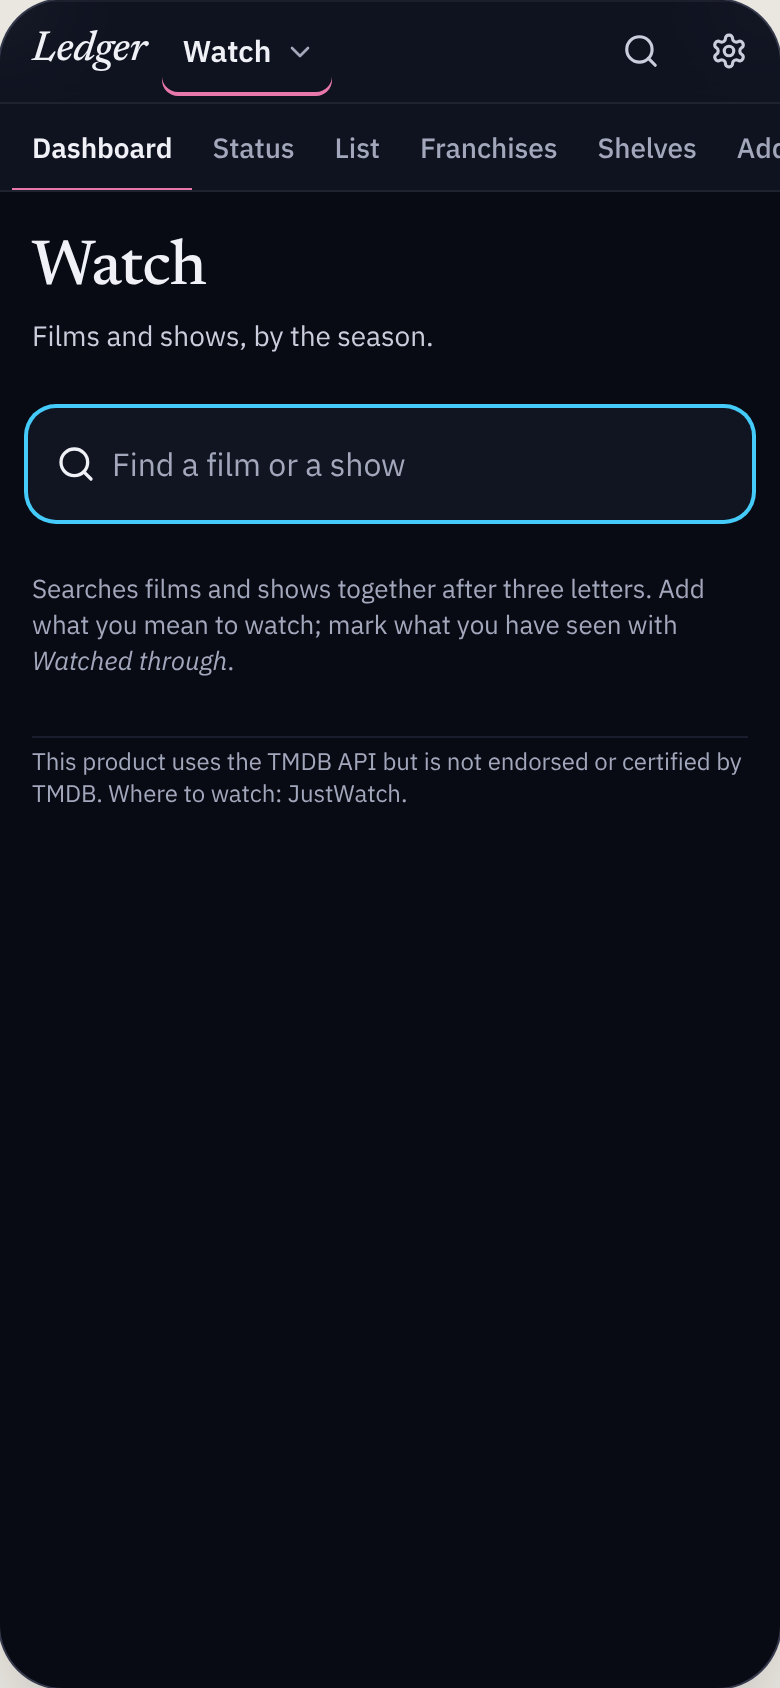 Ledger Watch
Dashboard Status List Franchises Shelves Add
Watch
Films and shows, by the season.
Find a film or a show
Searches films and shows together after three letters. Add
what you mean to watch; mark what you have seen with
Watched through.
This product uses the TMDB API but is not endorsed or certified by
TMDB. Where to watch: JustWatch.